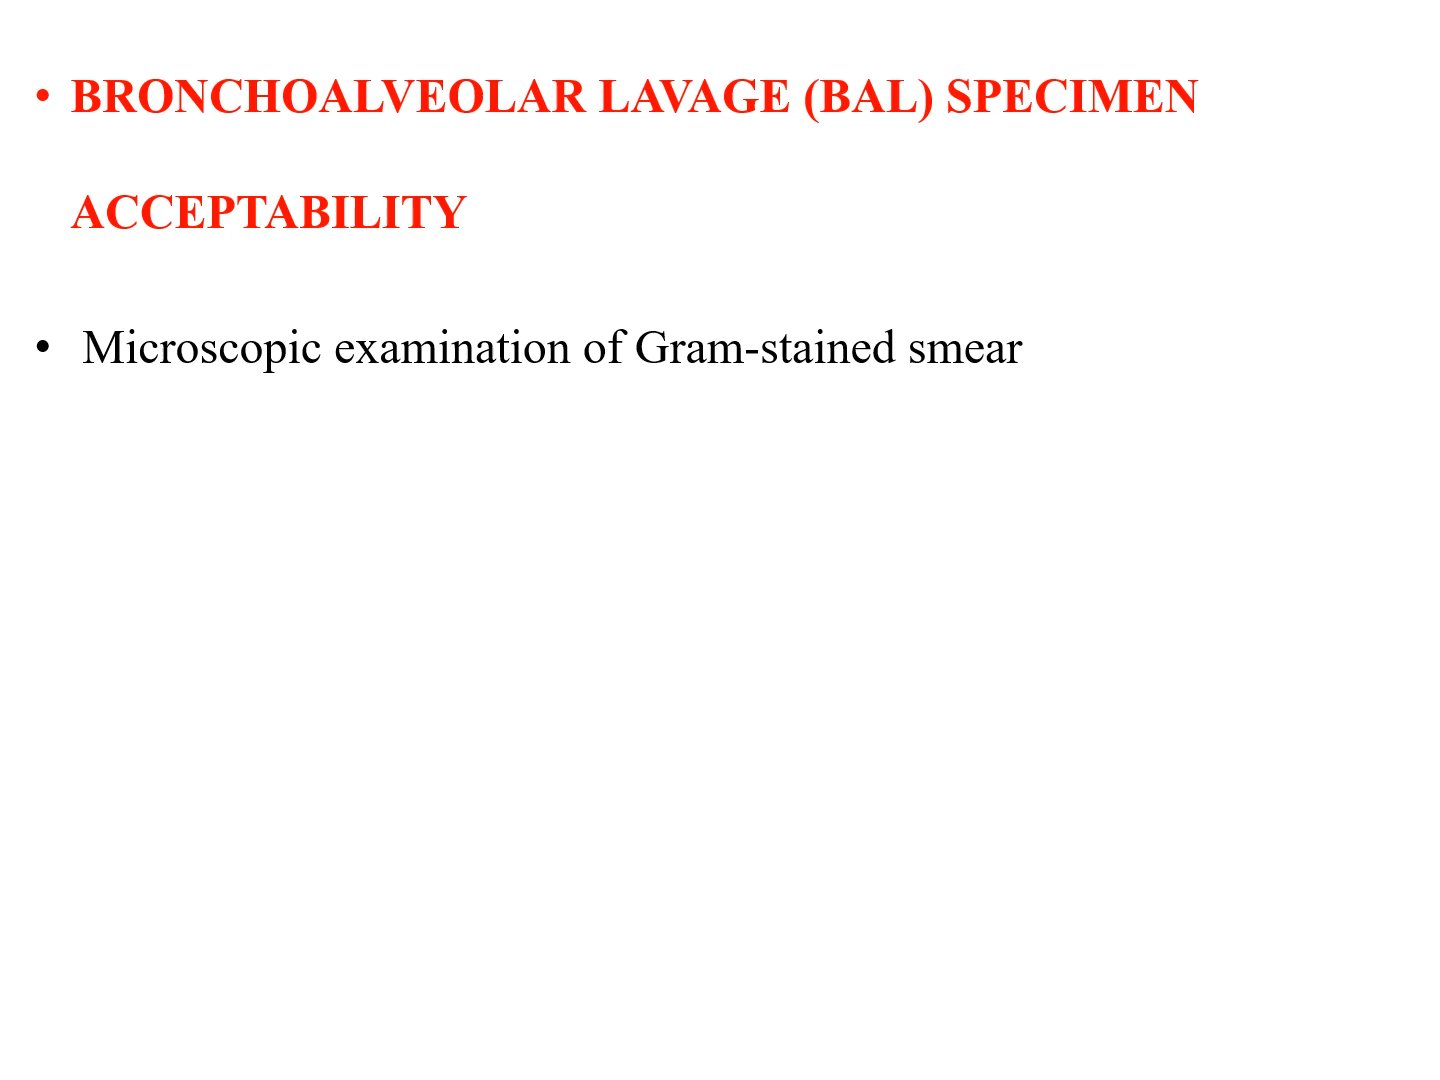 • BRONCHOALVEOLAR LAVAGE (BAL) SPECIMEN
ACCEPTABILITY
• Microscopic examination of Gram-stained smear